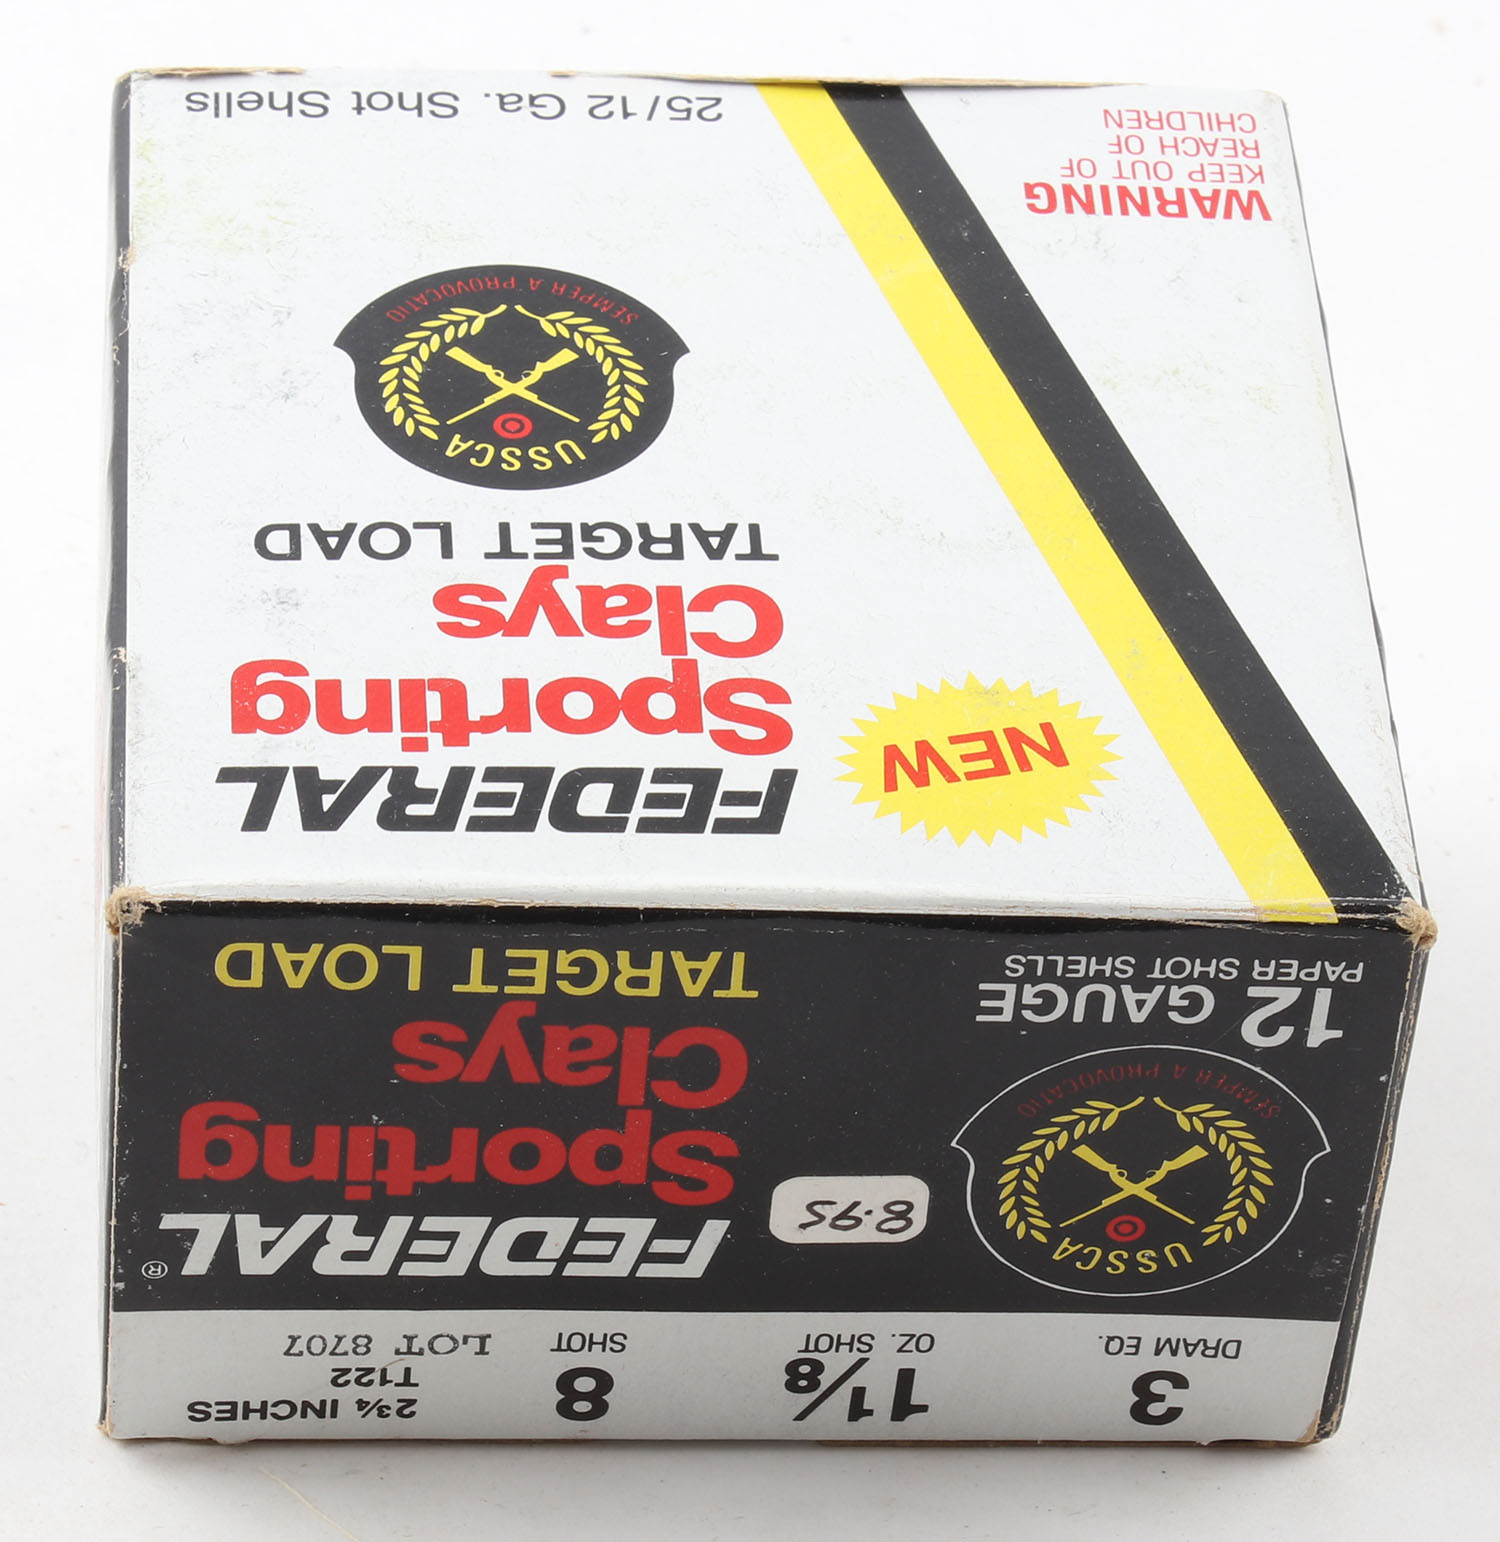 3
DRAM EQ.
1 1/8
OZ. SHOT
8
SHOT
2 3/4 INCHES
T122
LOT 8707
USSCA
SEMPER A PROVOCATIO
8.95
FEDERAL®
Sporting
Clays
TARGET LOAD
12 GAUGE
PAPER SHOT SHELLS
NEW
FEDERAL
Sporting
Clays
TARGET LOAD
USSCA
SEMPER A PROVOCATIO
WARNING
KEEP OUT OF
REACH OF
CHILDREN
25/12 Ga. Shot Shells